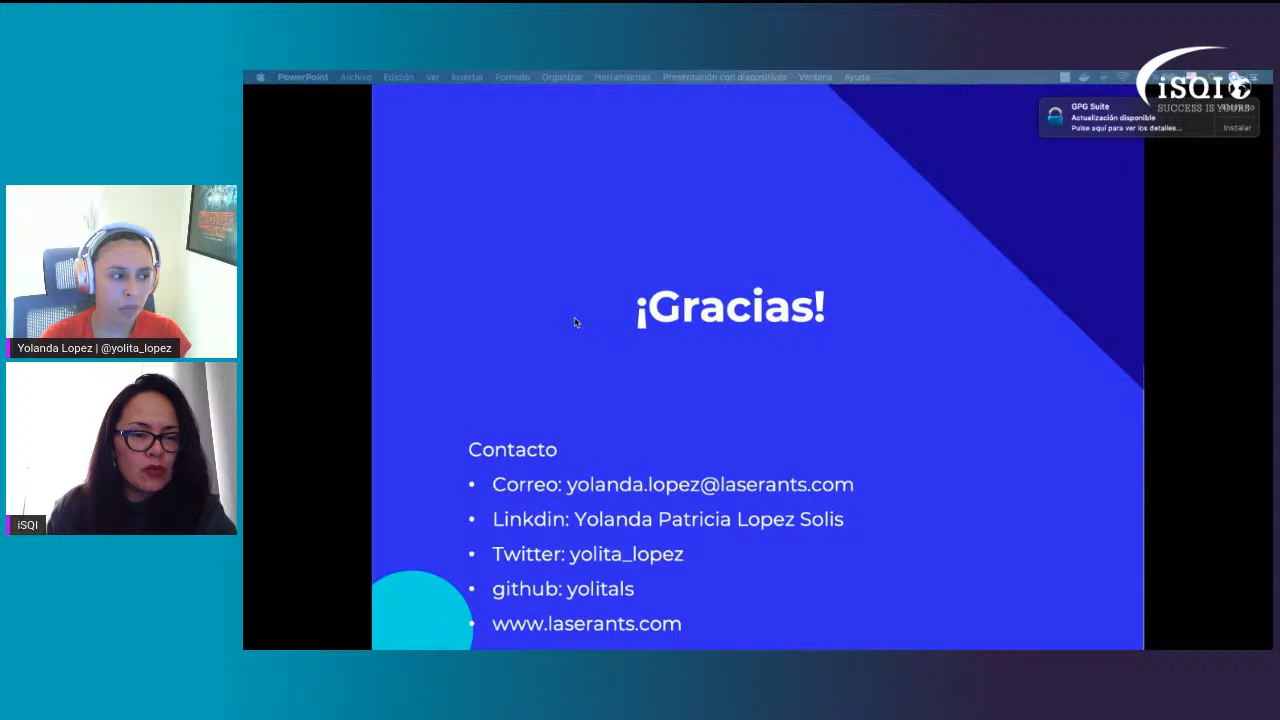 iSQI
SUCCESS IS YOURS
PowerPoint Archivo Edición Ver Insertar Formato Organizar Herramientas Presentación con diapositivas Ventana Ayuda
GPG Suite
Actualización disponible
Pulse aquí para ver los detalles...
Instalar
¡Gracias!
Yolanda Lopez | @yolita_lopez
iSQI
Contacto
• Correo: yolanda.lopez@laserants.com
• Linkdin: Yolanda Patricia Lopez Solis
• Twitter: yolita_lopez
• github: yolitals
• www.laserants.com